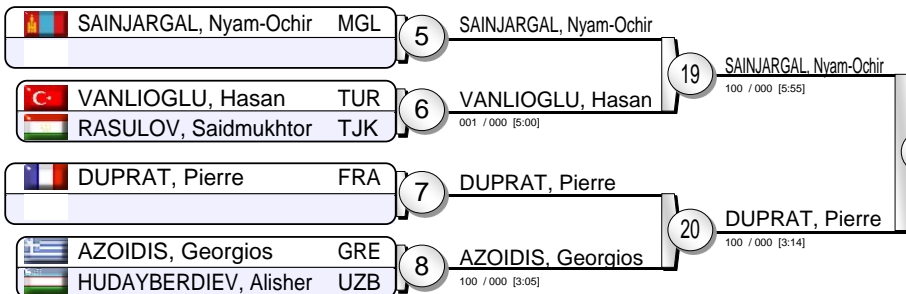 SAINJARGAL, Nyam-Ochir MGL
5
SAINJARGAL, Nyam-Ochir
VANLIOGLU, Hasan TUR
RASULOV, Saidmukhtor TJK
6
VANLIOGLU, Hasan
001 / 000 [5:00]
19
SAINJARGAL, Nyam-Ochir
100 / 000 [5:55]
DUPRAT, Pierre FRA
7
DUPRAT, Pierre
AZOIDIS, Georgios GRE
HUDAYBERDIEV, Alisher UZB
8
AZOIDIS, Georgios
100 / 000 [3:05]
20
DUPRAT, Pierre
100 / 000 [3:14]